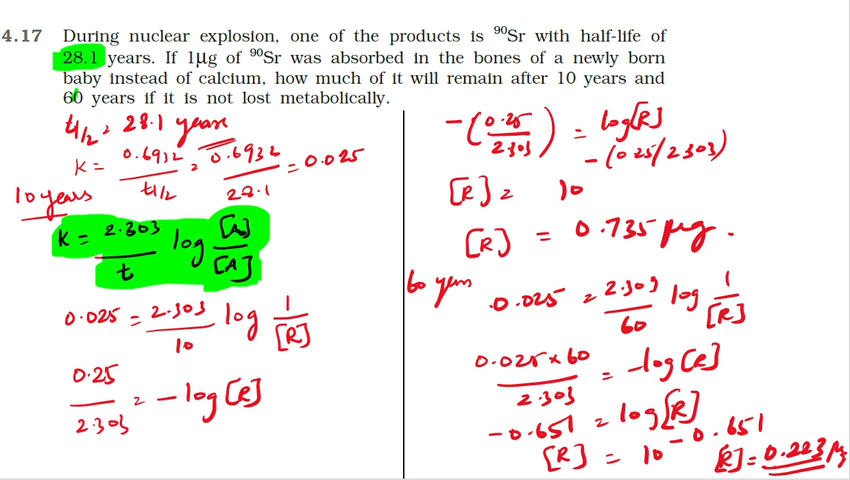 4.17 During nuclear explosion, one of the products is ⁹⁰Sr with half-life of
28.1 years. If 1μg of ⁹⁰Sr was absorbed in the bones of a newly born
baby instead of calcium, how much of it will remain after 10 years and
60 years if it is not lost metabolically.
t1/2 = 28.1 years
K = 0.6932 / t1/2 = 0.6932 / 28.1 = 0.025
10 years
K = 2.303 / t log [A] / [A]
0.025 = 2.303 / 10 log 1 / [R]
0.25 / 2.303 = - log [R]
-(0.25 / 2.303) = log[R]
[R] = 10 -(0.25/2303)
[R] = 0.735 μg.
60 years
0.025 = 2.303 / 60 log 1 / [R]
0.025 x 60 / 2.303 = -log[R]
-0.651 = log[R]
[R] = 10 -0.651
[R] = 0.223 μg